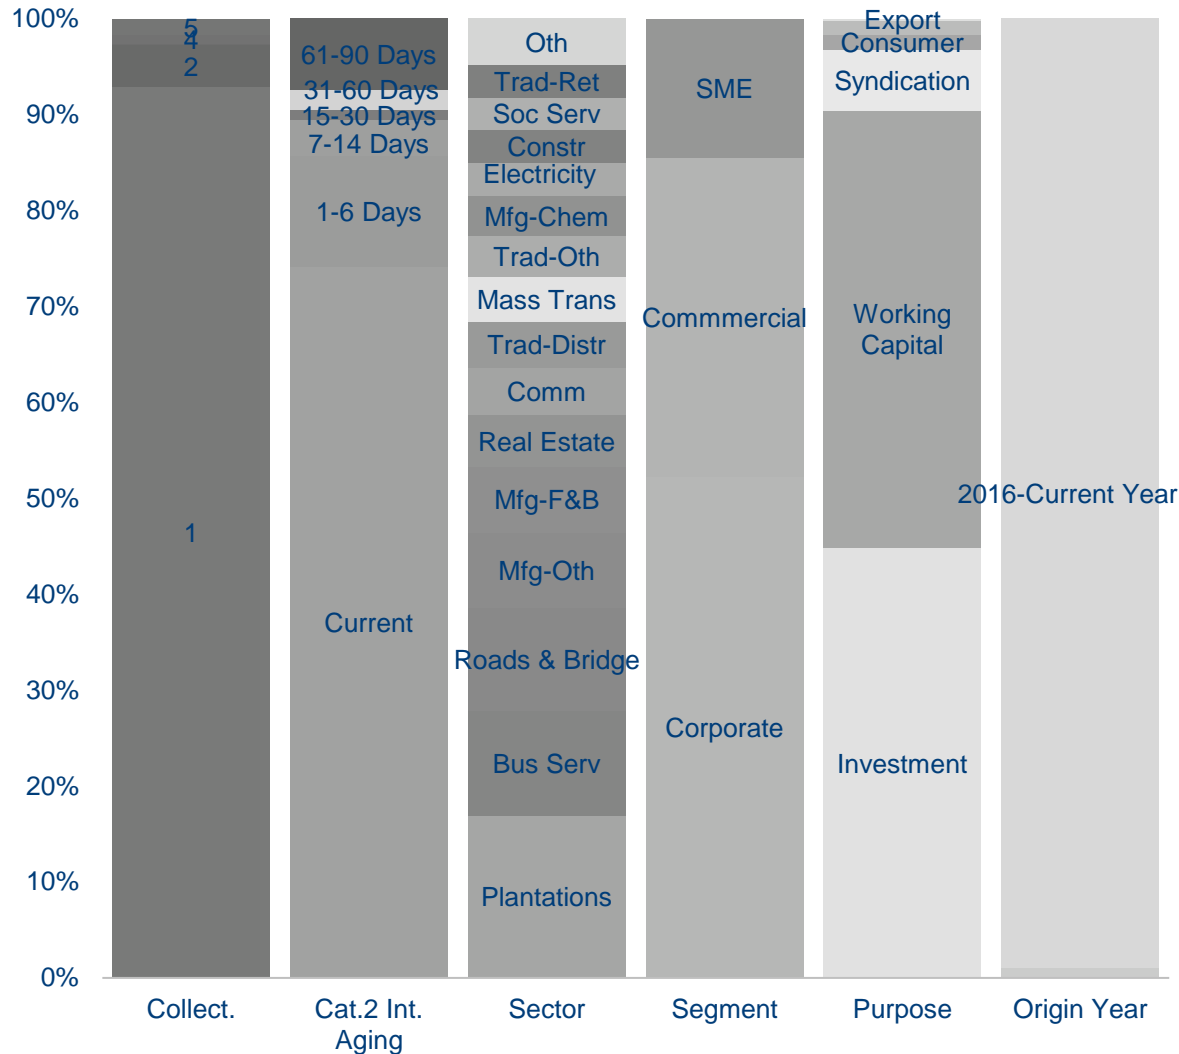 100%
90%
80%
70%
60%
50%
40%
30%
20%
10%
0%
5
4
2
1
61-90 Days
31-60 Days
15-30 Days
7-14 Days
1-6 Days
Current
Oth
Trad-Ret
Soc Serv
Constr
Electricity
Mfg-Chem
Trad-Oth
Mass Trans
Trad-Distr
Comm
Real Estate
Mfg-F&B
Mfg-Oth
Roads & Bridge
Bus Serv
Plantations
SME
Commmercial
Corporate
Export
Consumer
Syndication
Working
Capital
Investment
2016-Current Year
Collect.
Cat.2 Int.
Aging
Sector
Segment
Purpose
Origin Year